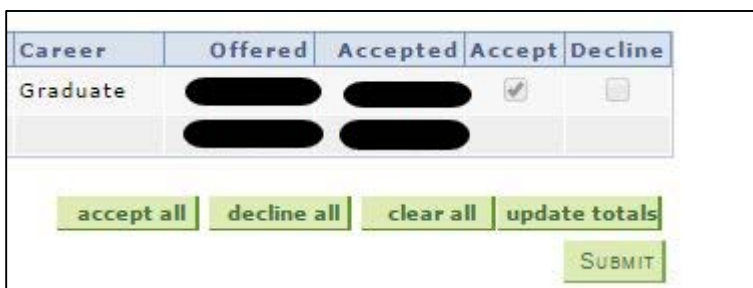 Career Offered Accepted Accept Decline
Graduate
accept all decline all clear all update totals
SUBMIT